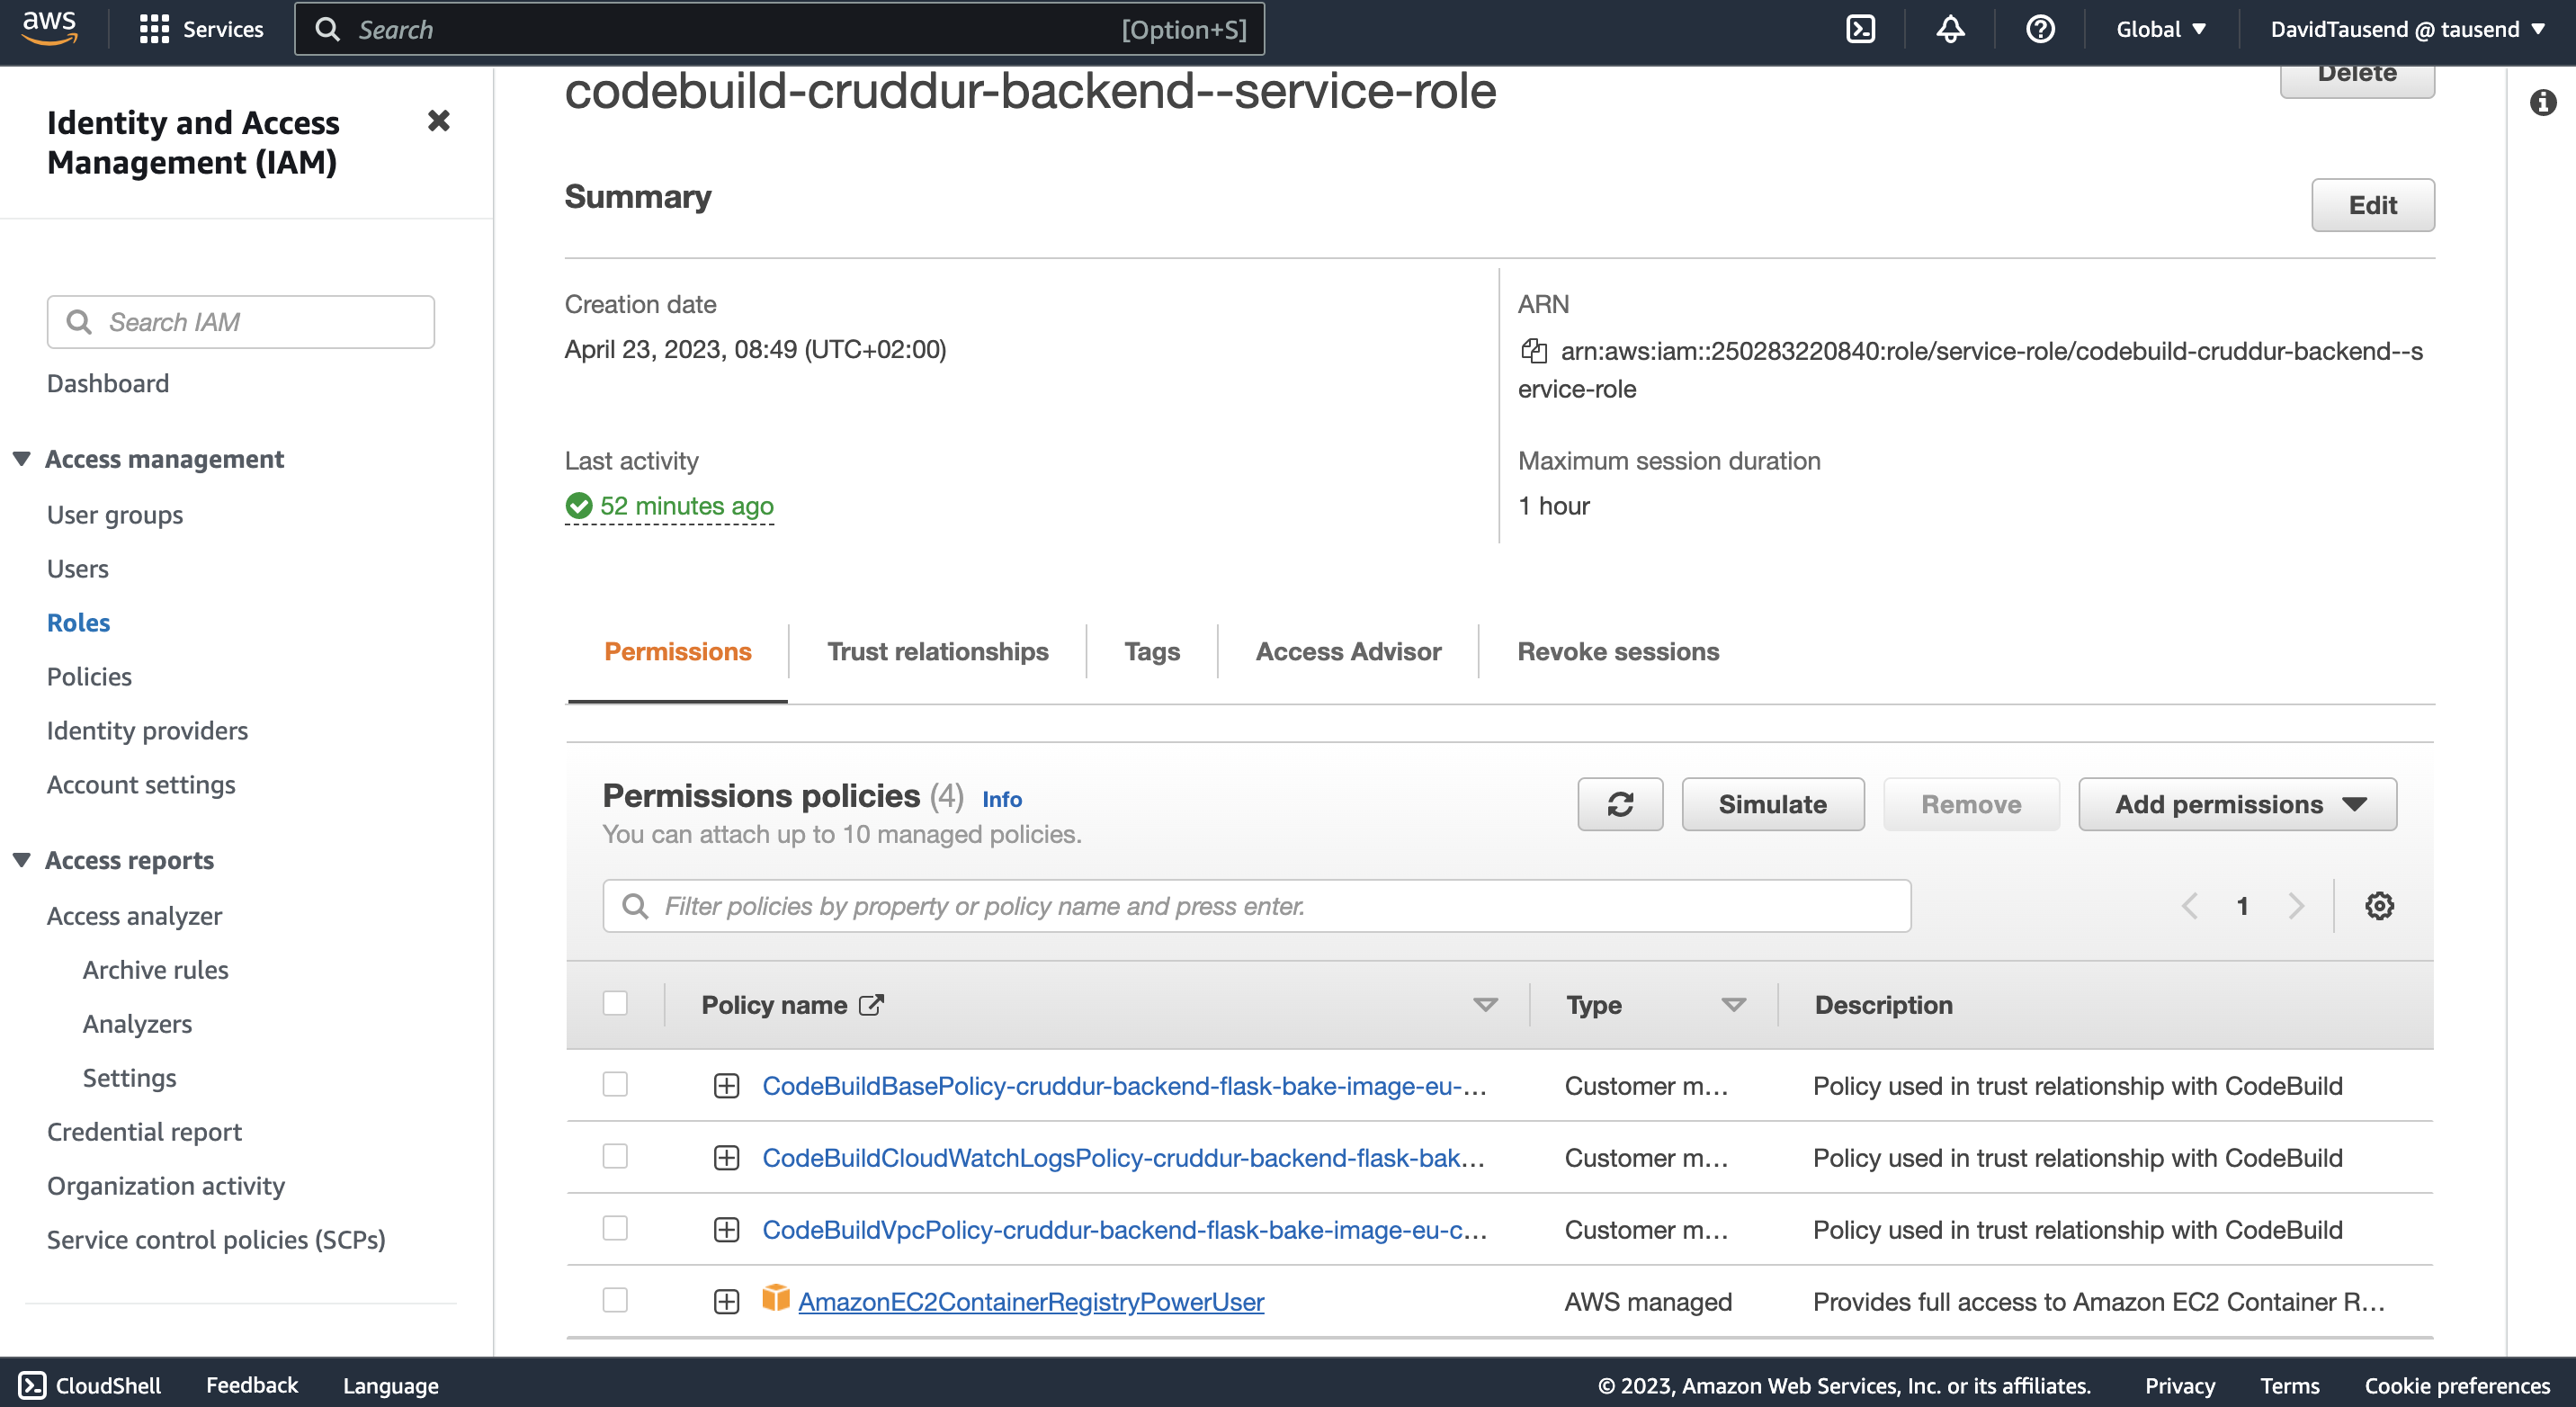 aws
Services
Search
[Option+S]
Global
DavidTausend @ tausend
Identity and Access
Management (IAM)
Search IAM
Dashboard
Access management
User groups
Users
Roles
Policies
Identity providers
Account settings
Access reports
Access analyzer
Archive rules
Analyzers
Settings
Credential report
Organization activity
Service control policies (SCPs)
codebuild-cruddur-backend--service-role
Delete
Summary
Edit
Creation date
April 23, 2023, 08:49 (UTC+02:00)
ARN
arn:aws:iam::250283220840:role/service-role/codebuild-cruddur-backend--s
ervice-role
Last activity
52 minutes ago
Maximum session duration
1 hour
Permissions
Trust relationships
Tags
Access Advisor
Revoke sessions
Permissions policies (4) Info
You can attach up to 10 managed policies.
Simulate
Remove
Add permissions
Filter policies by property or policy name and press enter.
1
Policy name
Type
Description
CodeBuildBasePolicy-cruddur-backend-flask-bake-image-eu-...
Customer m...
Policy used in trust relationship with CodeBuild
CodeBuildCloudWatchLogsPolicy-cruddur-backend-flask-bak...
Customer m...
Policy used in trust relationship with CodeBuild
CodeBuildVpcPolicy-cruddur-backend-flask-bake-image-eu-c...
Customer m...
Policy used in trust relationship with CodeBuild
AmazonEC2ContainerRegistryPowerUser
AWS managed
Provides full access to Amazon EC2 Container R...
CloudShell
Feedback
Language
© 2023, Amazon Web Services, Inc. or its affiliates.
Privacy
Terms
Cookie preferences